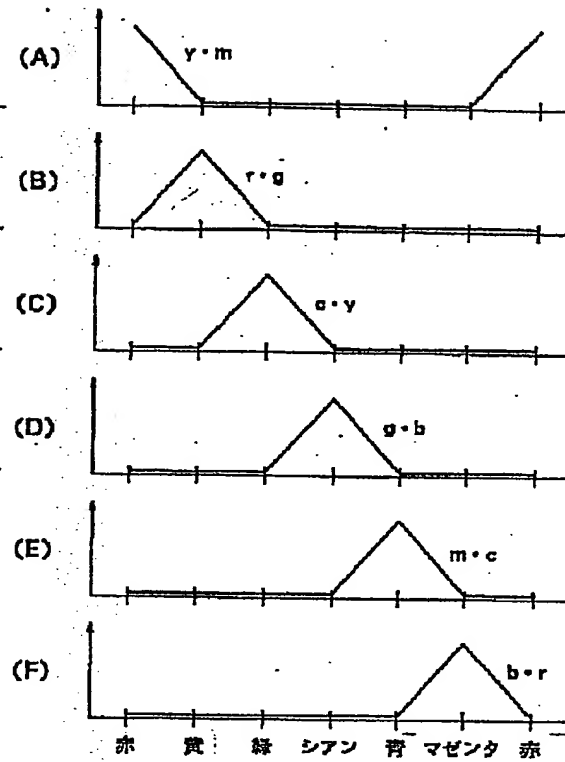 (A) y・m
(B) r・g
(C) c・y
(D) g・b
(E) m・c
(F) b・r
赤 黄 緑 シアン 青 マゼンタ 赤